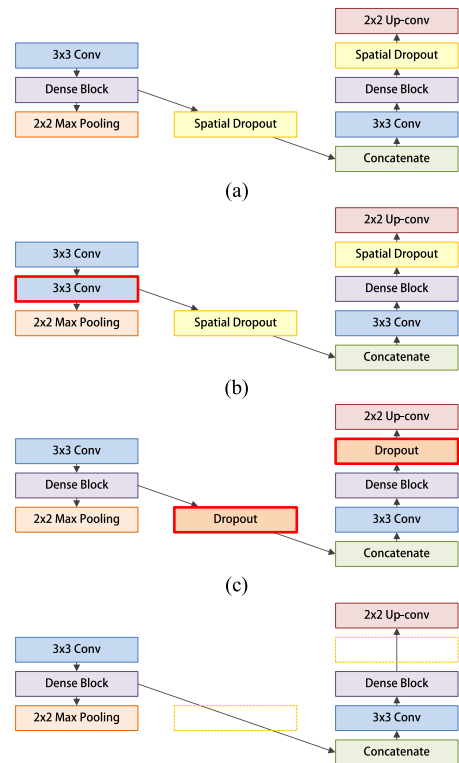 2x2 Up-conv
3x3 Conv
Spatial Dropout
Dense Block
Dense Block
2x2 Max Pooling
Spatial Dropout
3x3 Conv
Concatenate
(a)
2x2 Up-conv
3x3 Conv
Spatial Dropout
3x3 Conv
Dense Block
2x2 Max Pooling
Spatial Dropout
3x3 Conv
Concatenate
(b)
2x2 Up-conv
3x3 Conv
Dropout
Dense Block
Dense Block
2x2 Max Pooling
Dropout
3x3 Conv
Concatenate
(c)
2x2 Up-conv
3x3 Conv
Dense Block
Dense Block
2x2 Max Pooling
3x3 Conv
Concatenate